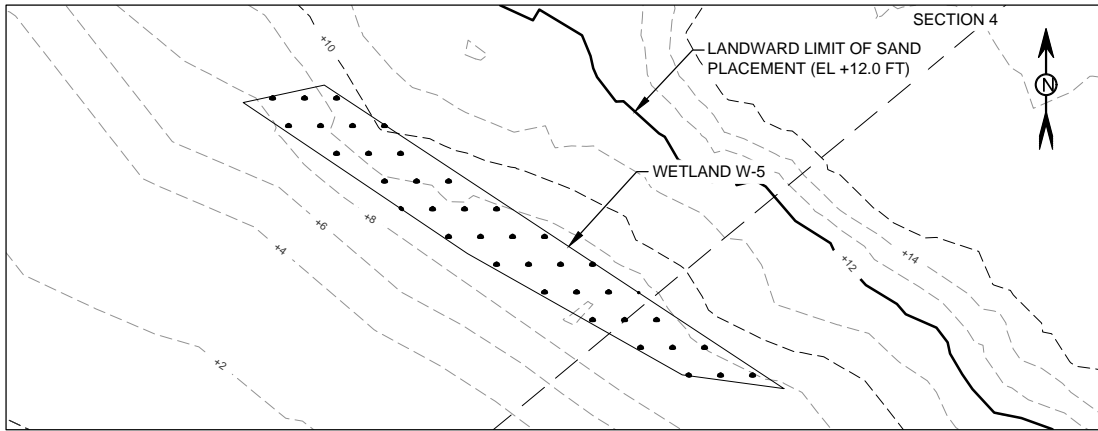 SECTION 4
LANDWARD LIMIT OF SAND
PLACEMENT (EL +12.0 FT)
N
+10
WETLAND W-5
+8
+6
+4
+2
+14
+12